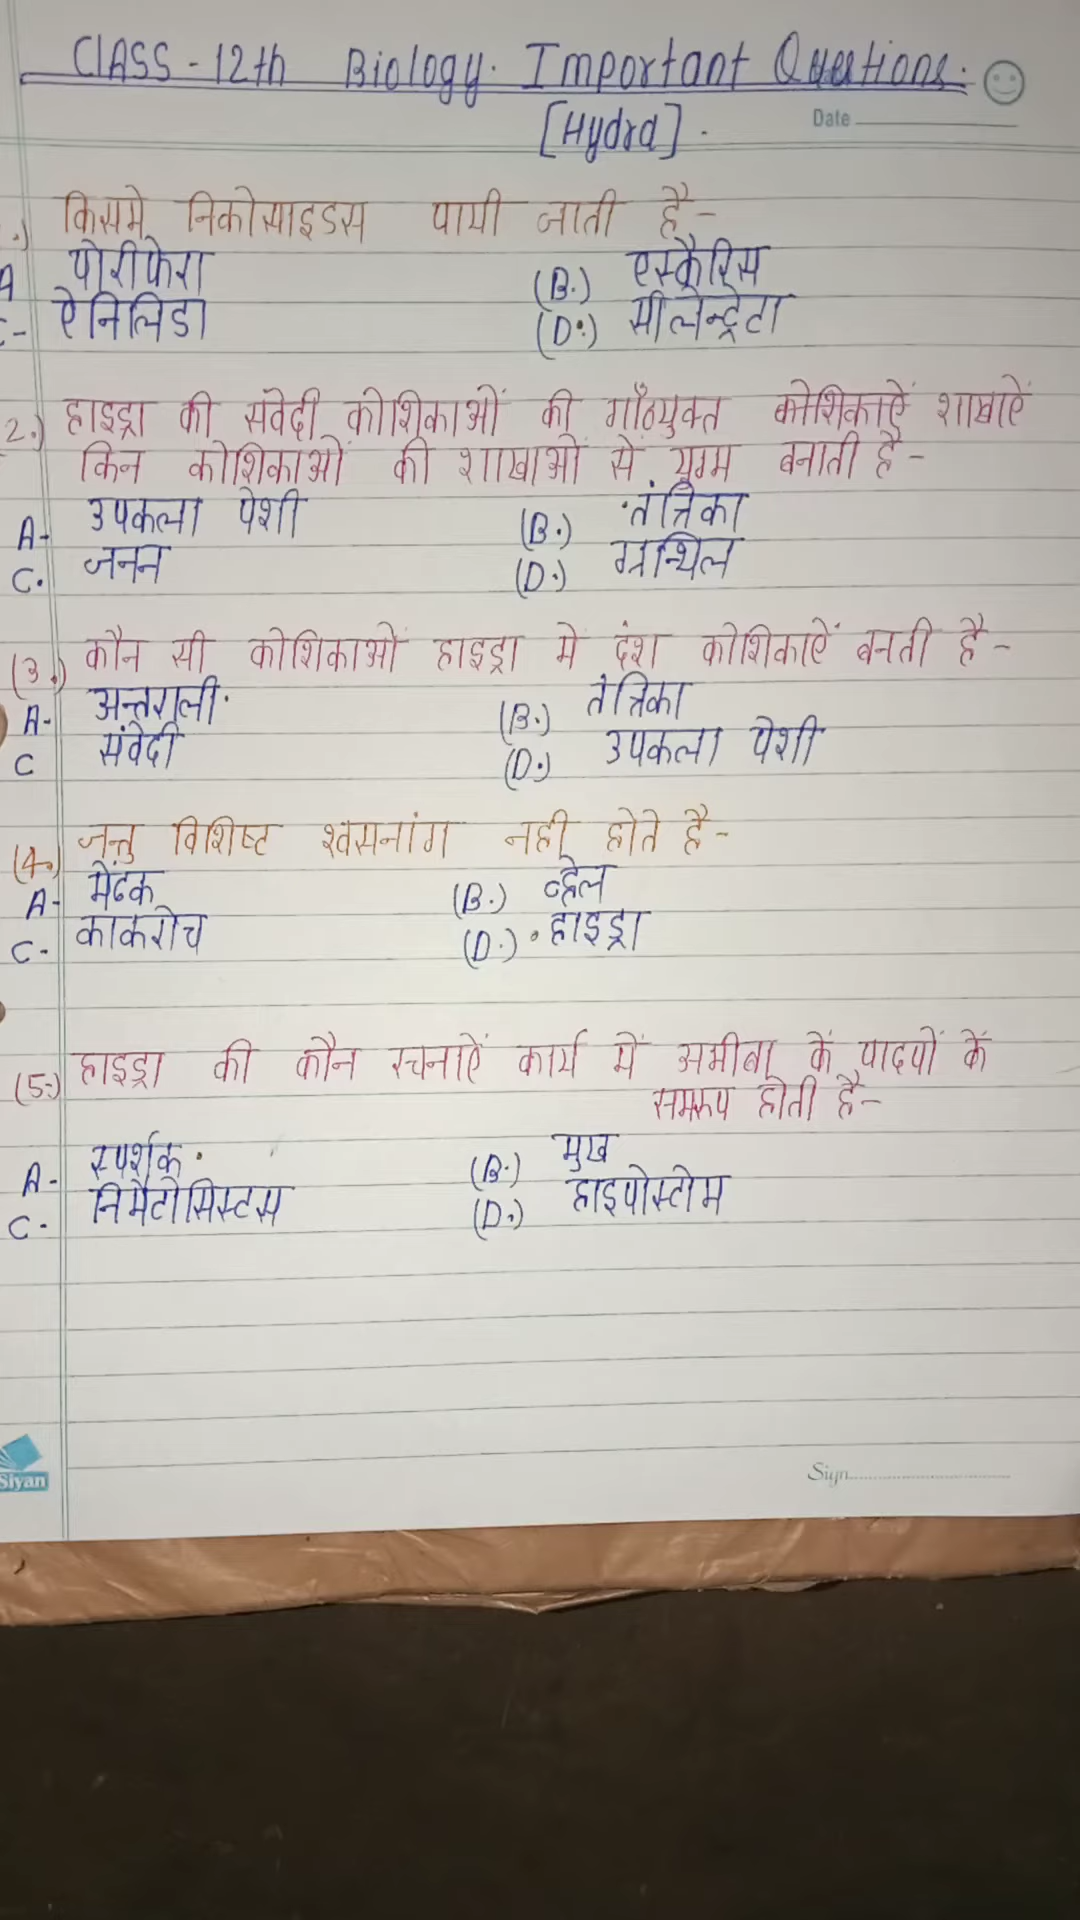 CLASS - 12th Biology. Important Questions.
[Hydra].
Date
.) किसमे निकोसाइडस पायी जाती है-
A पोरीफेरा (B.) एस्कैरिस
C- ऐनिलिडा (D.) सीलेन्ट्रेटा
2.) हाइड्रा की संवेदी कोशिकाओं की गाँठयुक्त कोशिकाऐं शाखाऐं
किन कोशिकाओं की शाखाओं से युग्म बनाती है-
A- उपकला पेशी (B.) तंत्रिका
C. जनन (D.) ग्रन्थिल
(3.) कौन सी कोशिकाओं हाइड्रा मे दंश कोशिकाऐं बनती है-
A- अन्तराली. (B.) तंत्रिका
C संवेदी (D.) उपकला पेशी
(4.) जन्तु विशिष्ट श्वसनांग नही होते है-
A- मेंढक (B.) व्हेल
C- काकरोच (D.) हाइड्रा
(5.) हाइड्रा की कौन रचनाऐं कार्य में अमीबा के पादपों के
समरूप होती है-
A- स्पर्शक. (B.) मुख
C. निमैटोसिस्टस (D.) हाइपोस्टोम
Sign
Siyan